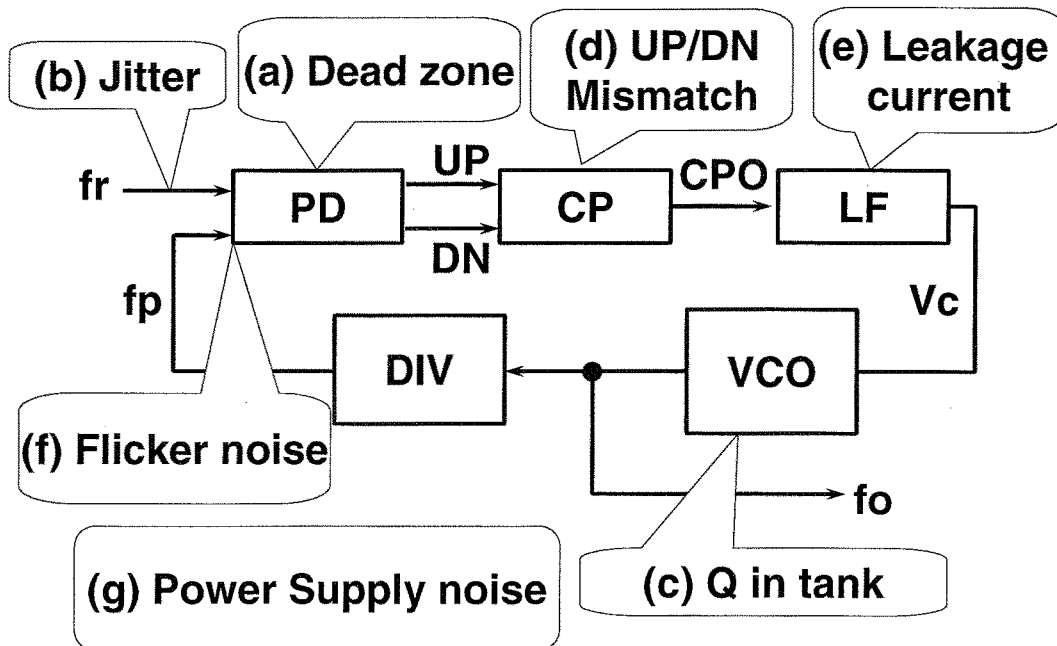 (b) Jitter
(a) Dead zone
(d) UP/DN
Mismatch
(e) Leakage
current
fr
PD
UP
DN
CP
CPO
LF
fp
DIV
VCO
Vc
(f) Flicker noise
fo
(g) Power Supply noise
(c) Q in tank